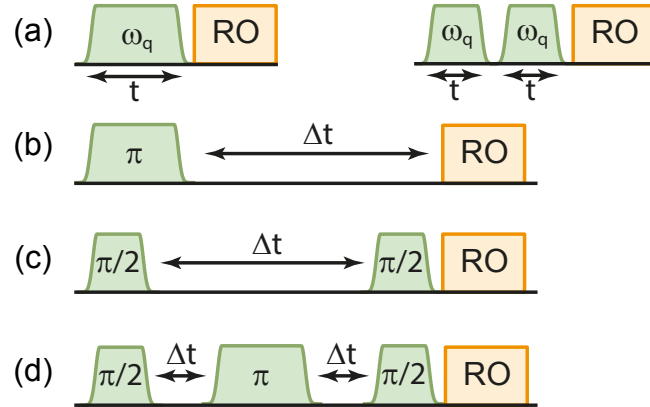 (a) ω_q RO ω_q ω_q RO
t t t
Δt
(b) π RO
Δt
(c) π/2 π/2 RO
Δt Δt
(d) π/2 π π/2 RO